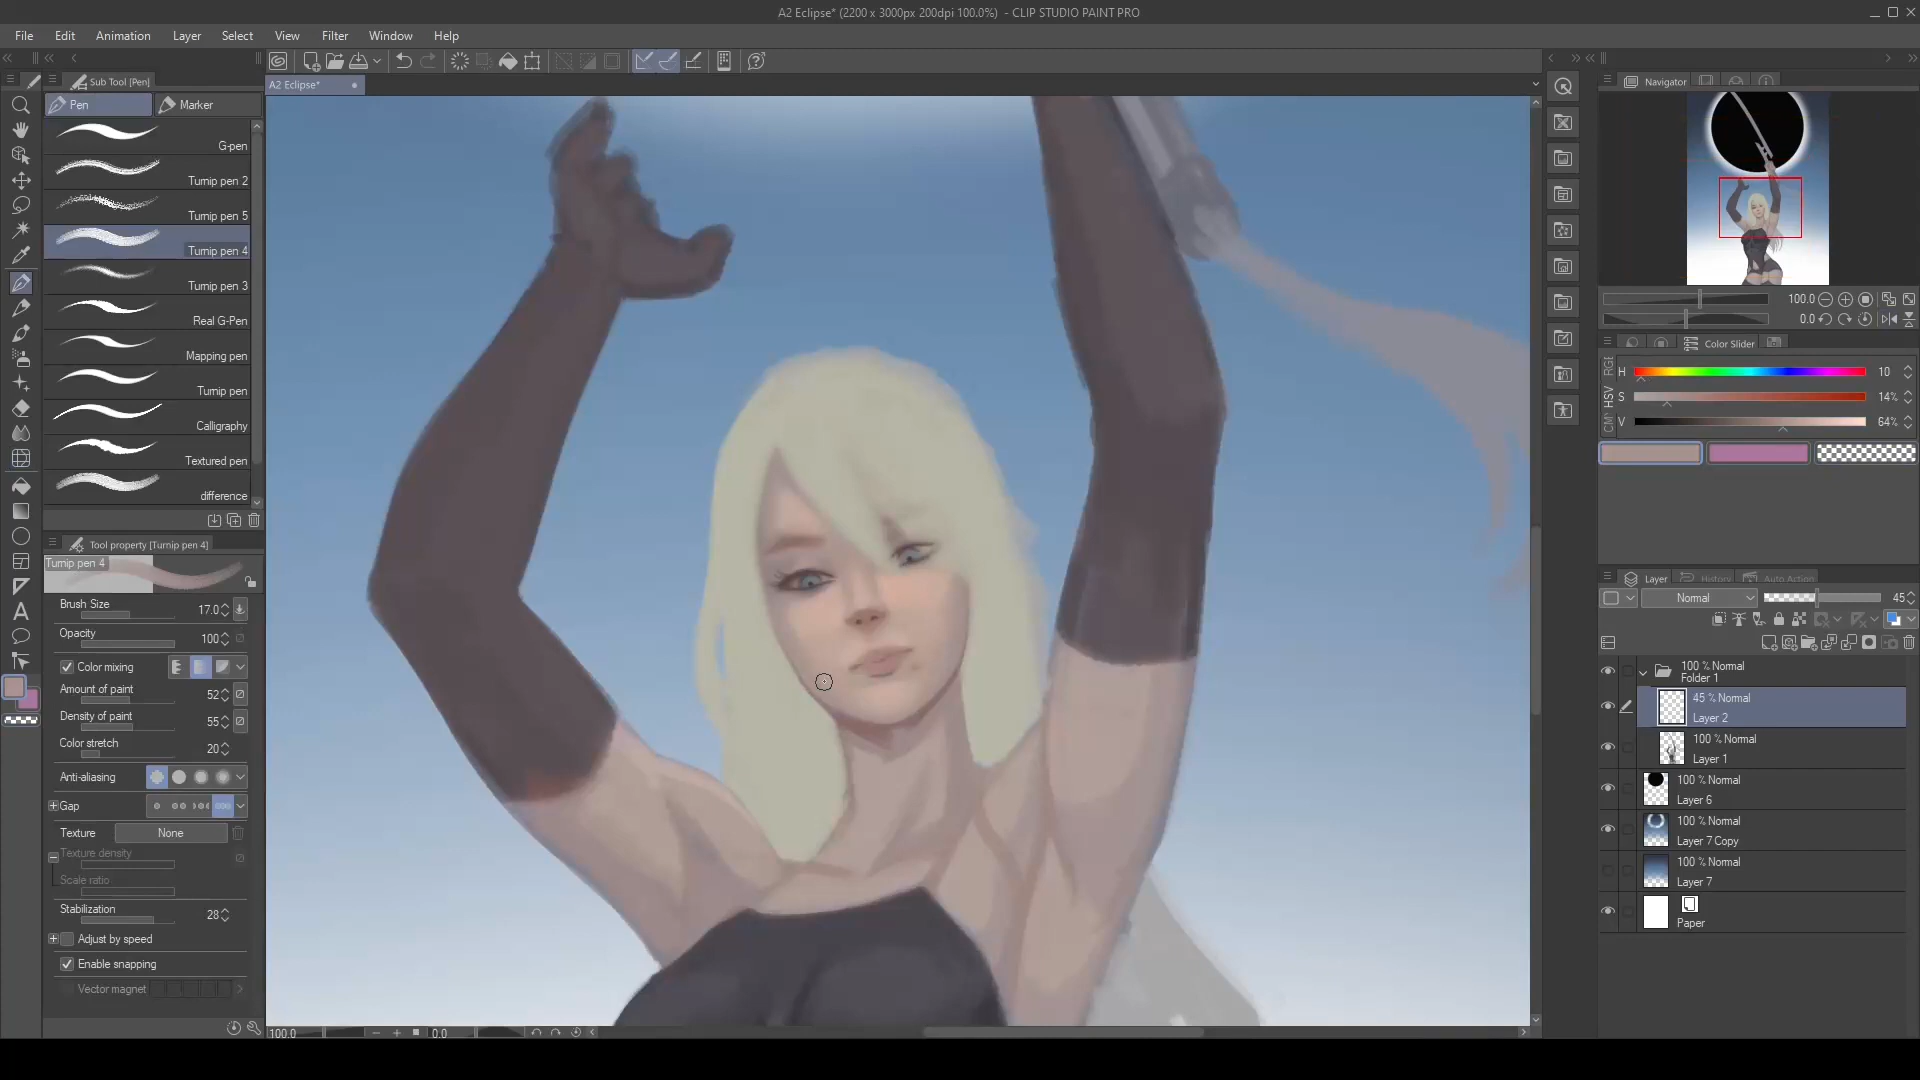 A2 Eclipse* (2200 x 3000px 200dpi 100.0%) - CLIP STUDIO PAINT PRO
File Edit Animation Layer Select View Filter Window Help
Sub Tool [Pen]
Pen Marker
G-pen
Turnip pen 2
Turnip pen 5
Turnip pen 4
Turnip pen 3
Real G-Pen
Mapping pen
Turnip pen
Calligraphy
Textured pen
difference
Tool property [Turnip pen 4]
Turnip pen 4
Brush Size 17.0
Opacity 100
Color mixing
Amount of paint 52
Density of paint 55
Color stretch 20
Anti-aliasing
Gap
Texture None
Texture density
Scale ratio
Stabilization 28
Adjust by speed
Enable snapping
Vector magnet
A2 Eclipse*
100.0 0.0
Navigator
100.0
0.0
Color Slider
H 10
S 14%
V 64%
HSV
Layer History Auto Action
Normal 45
100 % Normal
Folder 1
45 % Normal
Layer 2
100 % Normal
Layer 1
100 % Normal
Layer 6
100 % Normal
Layer 7 Copy
100 % Normal
Layer 7
Paper